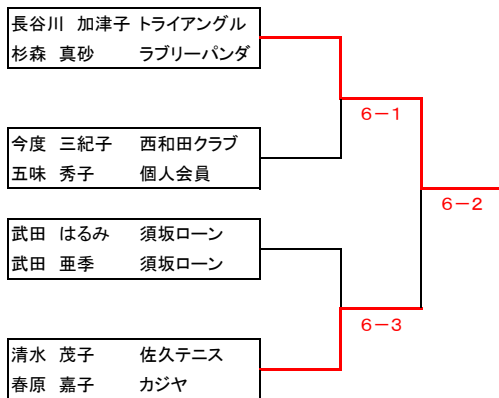 長谷川 加津子 トライアングル
杉森 真砂 ラブリーパンダ
6－1
今度 三紀子 西和田クラブ
五味 秀子 個人会員
6－2
武田 はるみ 須坂ローン
武田 亜季 須坂ローン
6－3
清水 茂子 佐久テニス
春原 嘉子 カジヤ